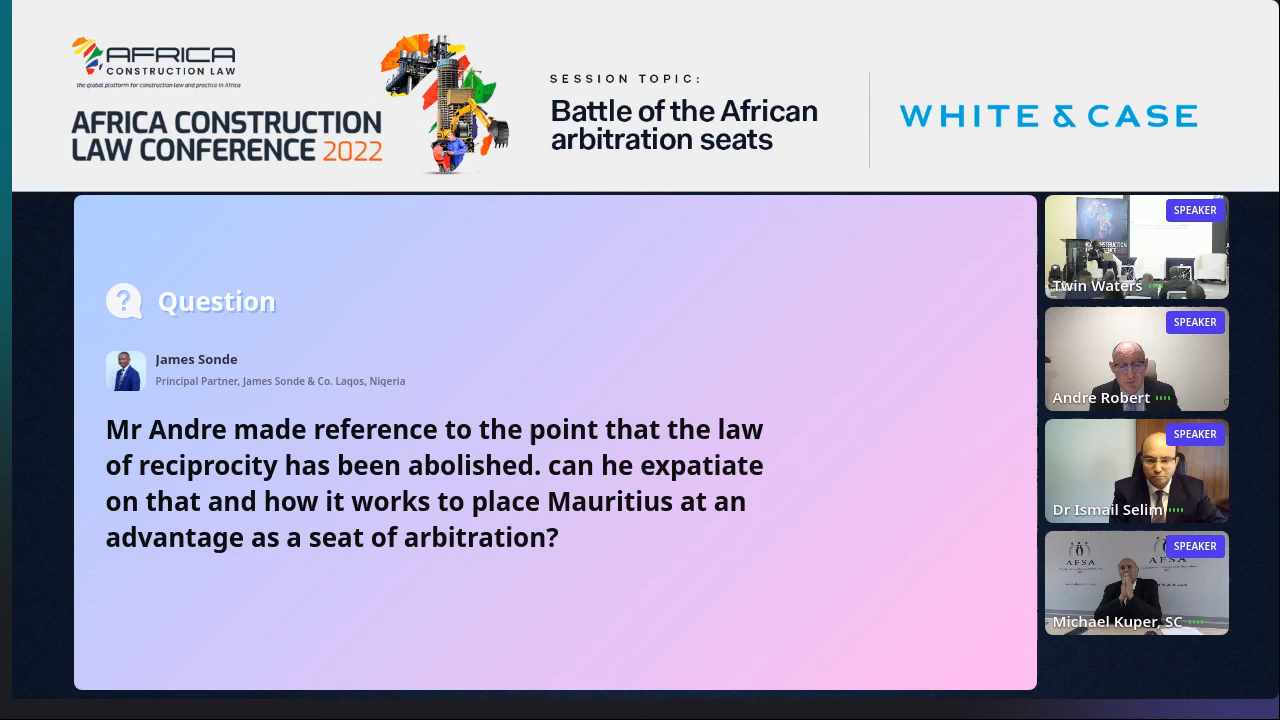 AFRICA
CONSTRUCTION LAW
the global platform for construction law and practice in Africa
AFRICA CONSTRUCTION
LAW CONFERENCE 2022
SESSION TOPIC:
Battle of the African
arbitration seats
WHITE & CASE
Question
James Sonde
Principal Partner, James Sonde & Co. Lagos, Nigeria
Mr Andre made reference to the point that the law
of reciprocity has been abolished. can he expatiate
on that and how it works to place Mauritius at an
advantage as a seat of arbitration?
SPEAKER
Twin Waters
SPEAKER
Andre Robert
SPEAKER
Dr Ismail Selim
SPEAKER
AFSA
AFSA
Michael Kuper, SC